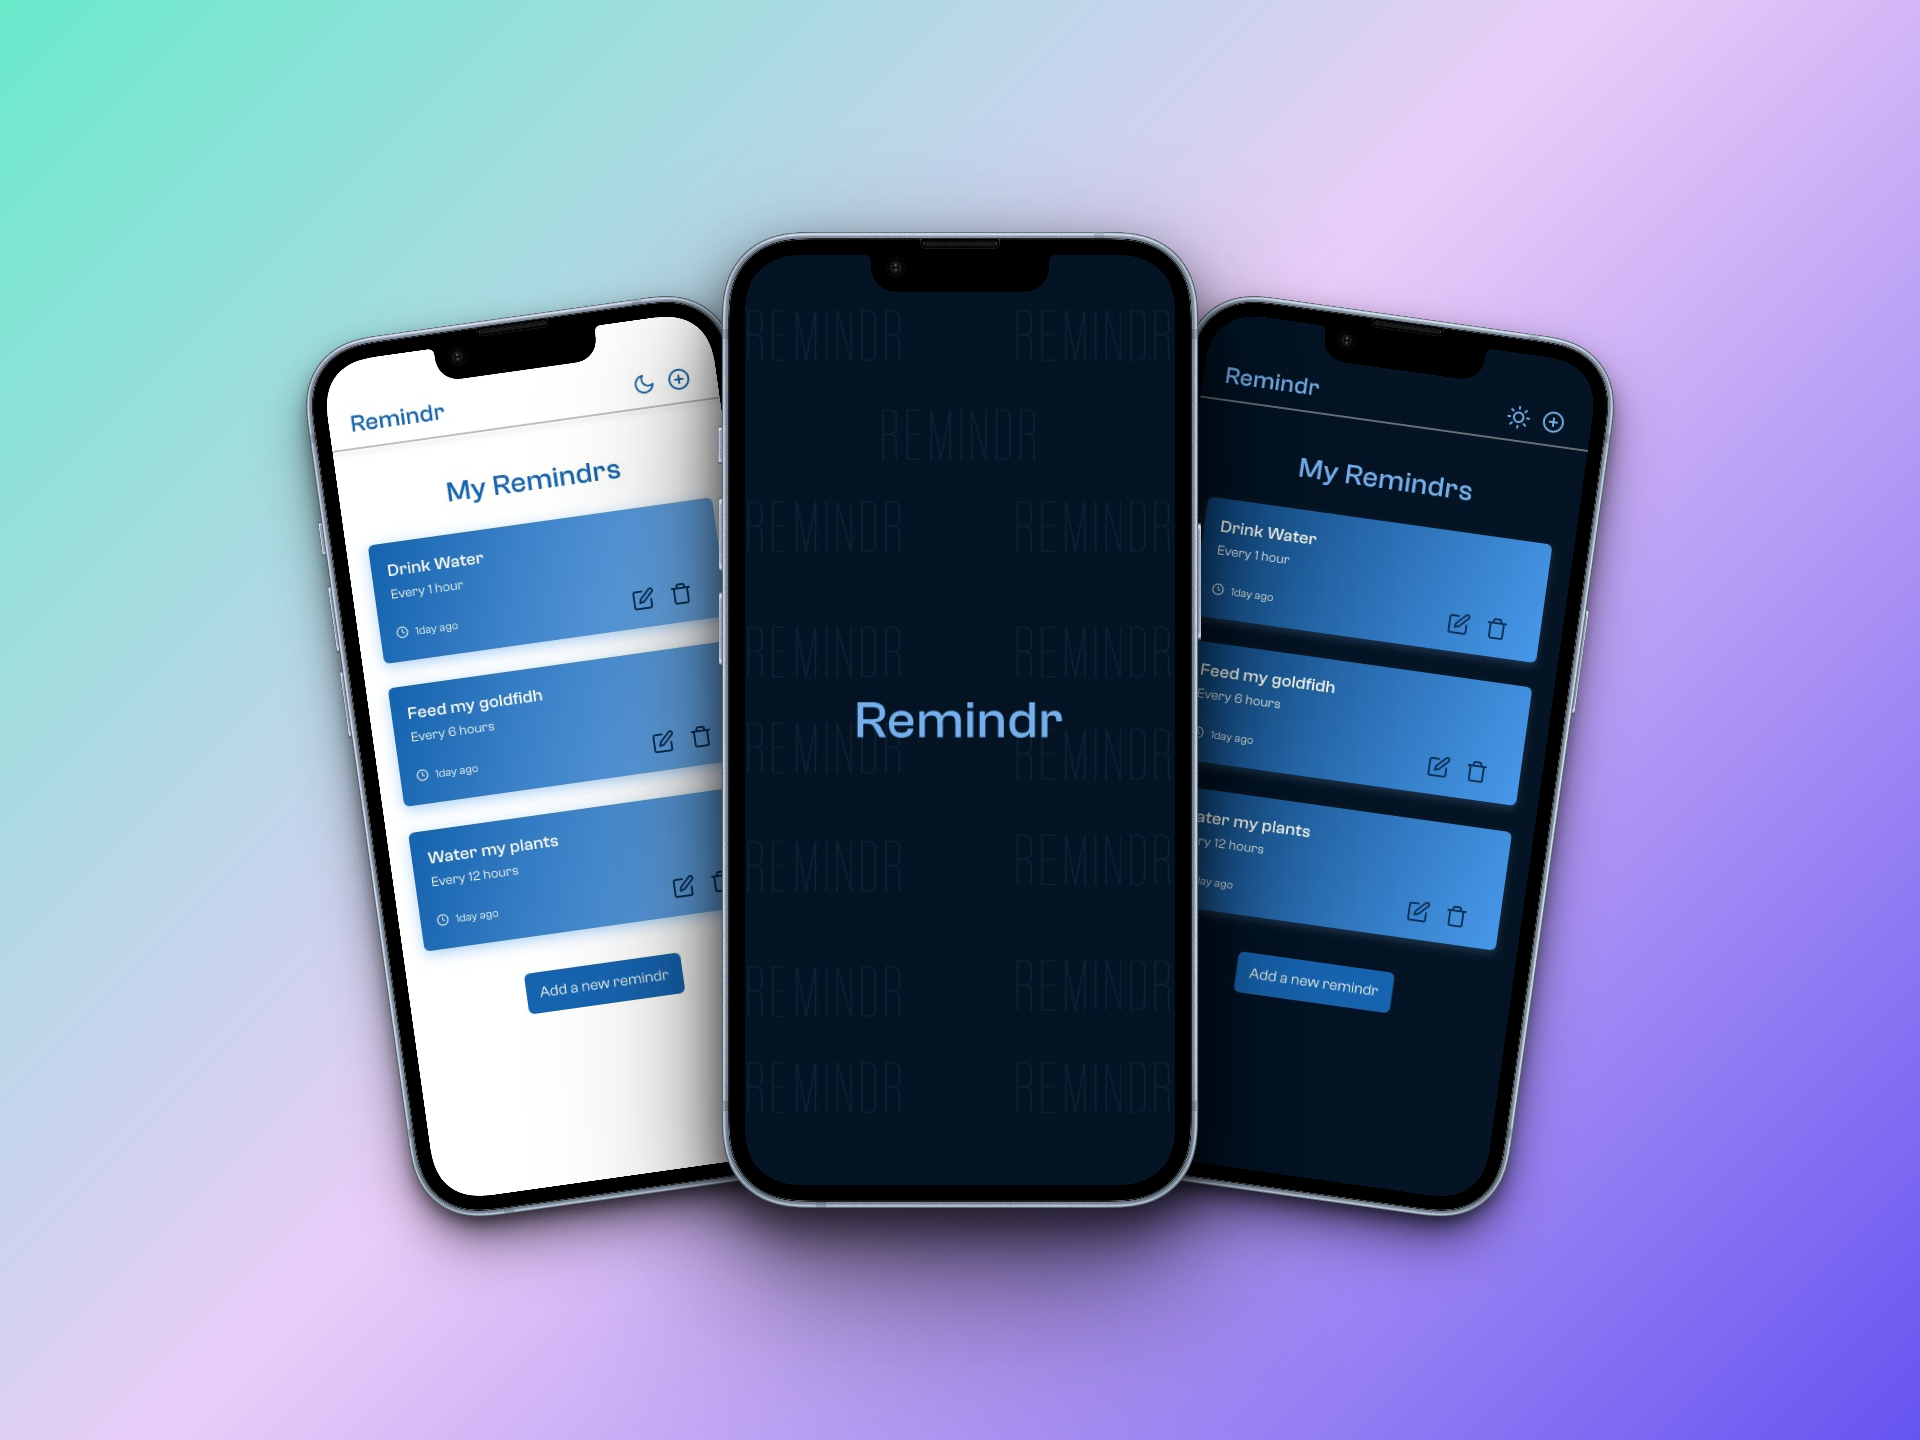 Remindr
My Remindrs
Drink Water
Every 1 hour
1day ago
Feed my goldfidh
Every 6 hours
1day ago
Water my plants
Every 12 hours
1day ago
Add a new remindr
REMINDR REMINDR
REMINDR
REMINDR REMINDR
REMINDR REMINDR
Remindr
REMINDR REMINDR
REMINDR REMINDR
REMINDR REMINDR
REMINDR REMINDR
Remindr
My Remindrs
Drink Water
Every 1 hour
1day ago
Feed my goldfidh
Every 6 hours
1day ago
ater my plants
ry 12 hours
ay ago
Add a new remindr